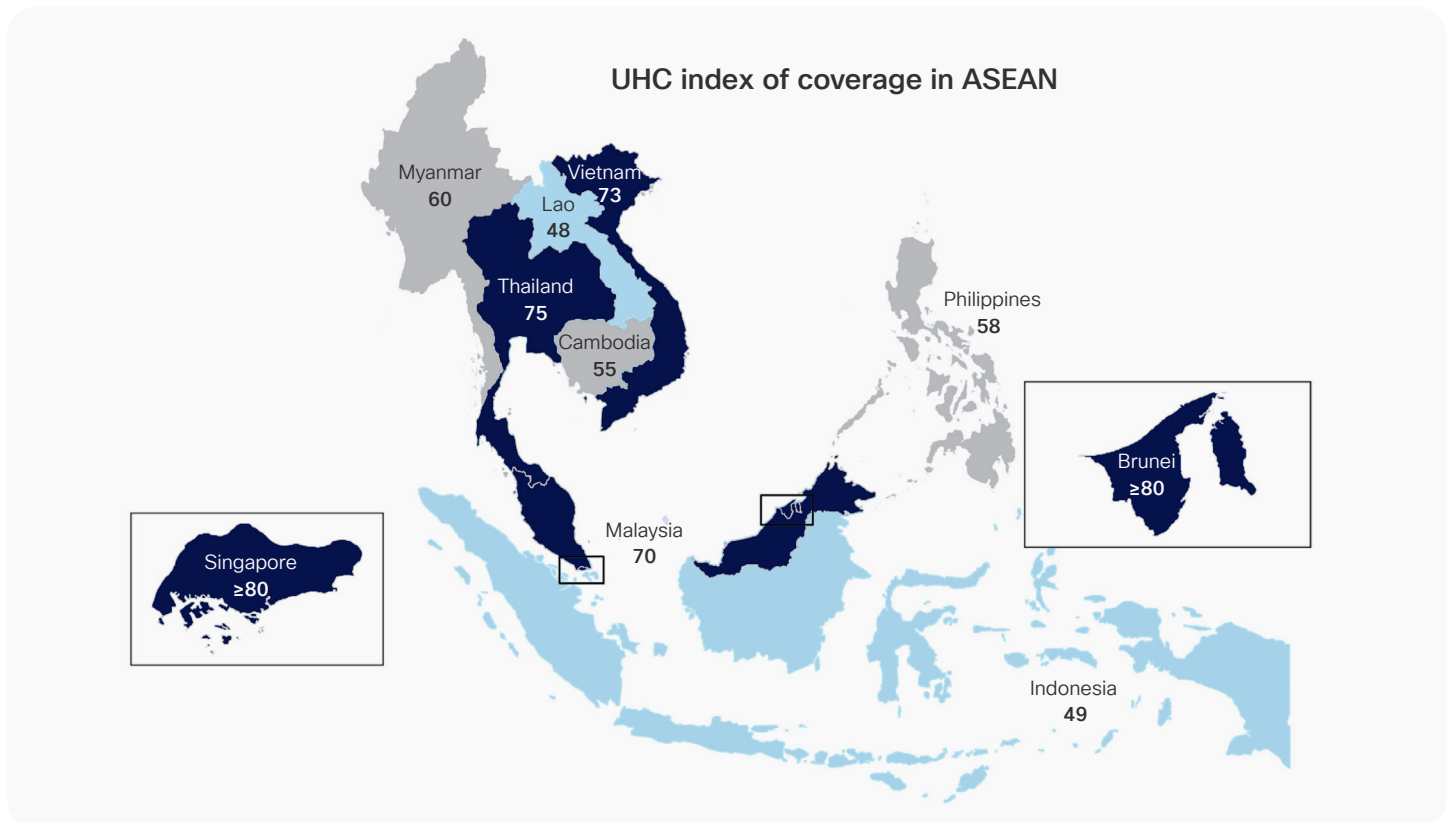 UHC index of coverage in ASEAN
Myanmar
60
Vietnam
73
Lao
48
Thailand
75
Cambodia
55
Philippines
58
Brunei
≥80
Malaysia
70
Singapore
≥80
Indonesia
49